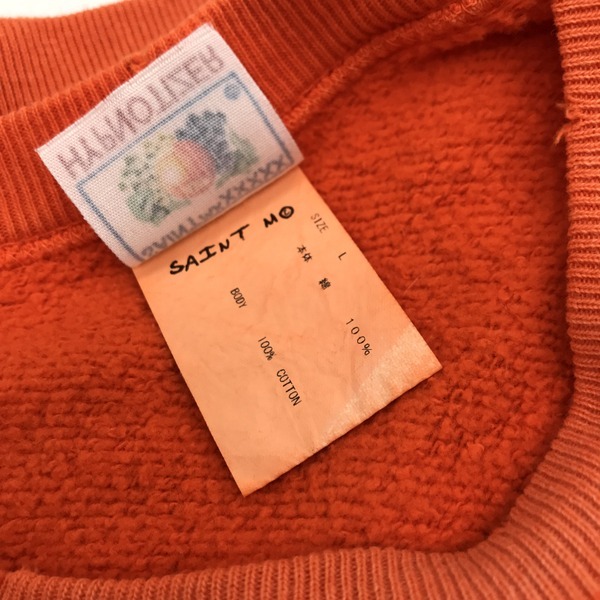 HYPNOTIZER
SAINT M
SIZE L
本体 綿 100%
BODY 100% COTTON